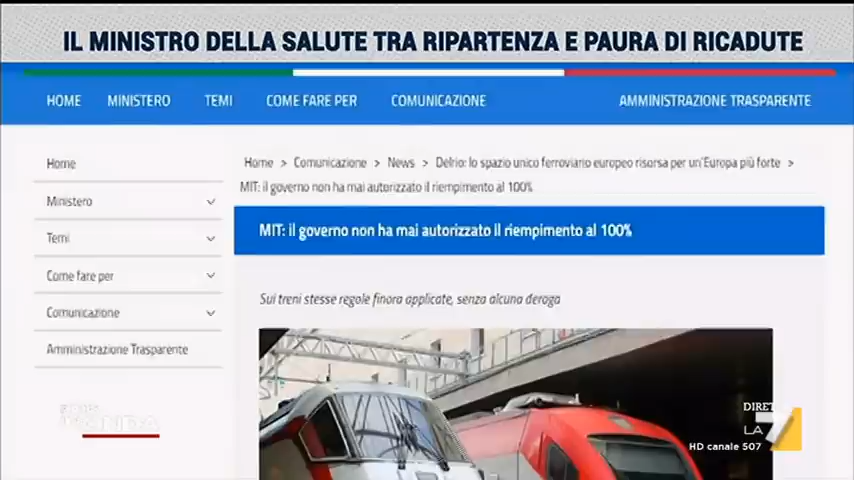 IL MINISTRO DELLA SALUTE TRA RIPARTENZA E PAURA DI RICADUTE
HOME MINISTERO TEMI COME FARE PER COMUNICAZIONE AMMINISTRAZIONE TRASPARENTE
Home
Ministero
Temi
Come fare per
Comunicazione
Amministrazione Trasparente
Home > Comunicazione > News > Delrio: lo spazio unico ferroviario europeo risorsa per un'Europa più forte >
MIT: il governo non ha mai autorizzato il riempimento al 100%
MIT: il governo non ha mai autorizzato il riempimento al 100%
Sui treni stesse regole finora applicate, senza alcuna deroga
LA 7
HD canale 507